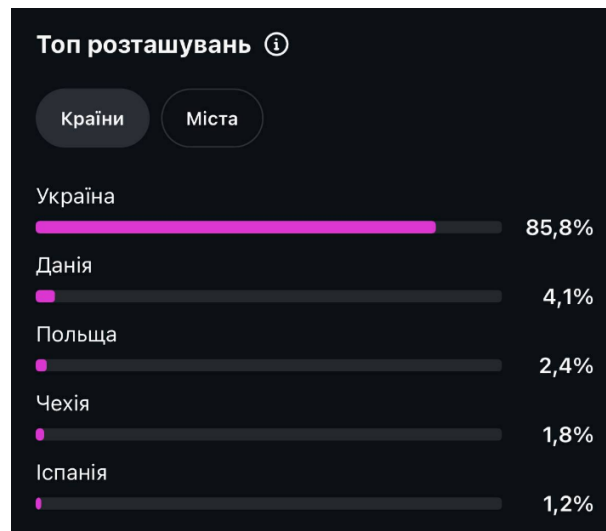 Топ розташувань
Країни Міста
Україна
85,8%
Данія
4,1%
Польща
2,4%
Чехія
1,8%
Іспанія
1,2%